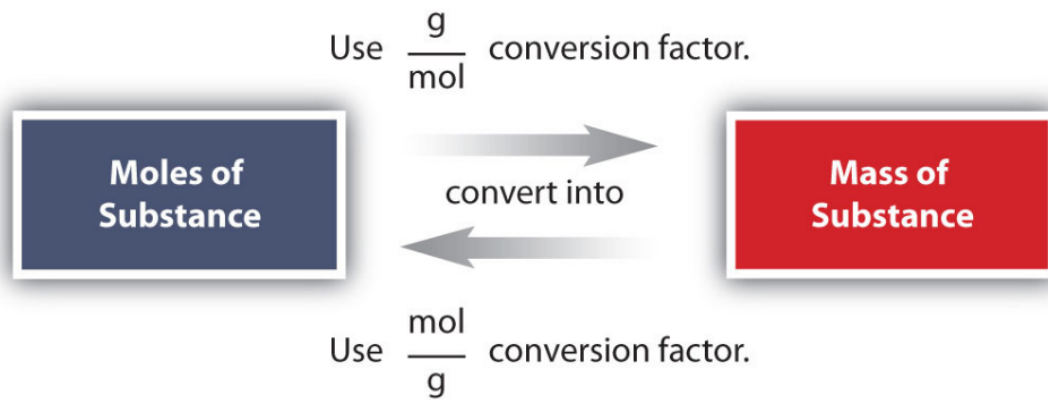 Use g/mol conversion factor.
Moles of
Substance
convert into
Mass of
Substance
Use mol/g conversion factor.